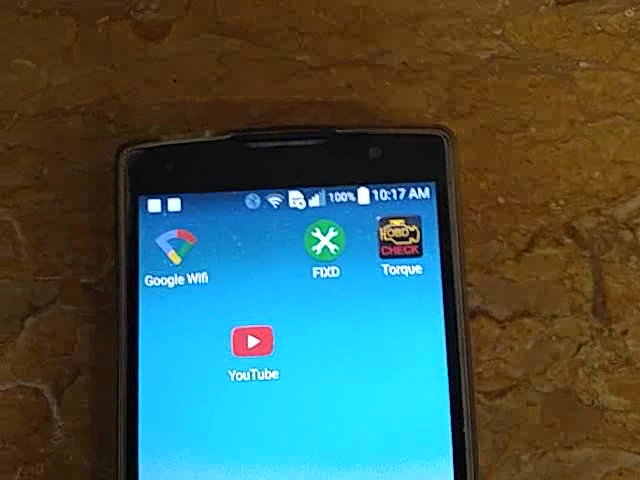 100% 10:17 AM
OBD
CHECK
Google Wifi
FIXD
Torque
YouTube